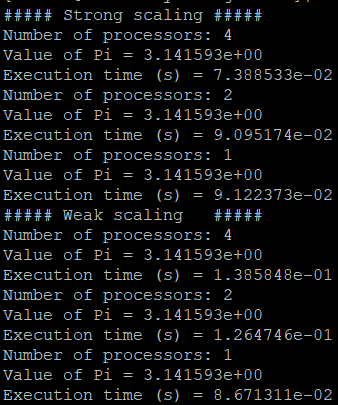 ##### Strong scaling #####
Number of processors: 4
Value of Pi = 3.141593e+00
Execution time (s) = 7.388533e-02
Number of processors: 2
Value of Pi = 3.141593e+00
Execution time (s) = 9.095174e-02
Number of processors: 1
Value of Pi = 3.141593e+00
Execution time (s) = 9.122373e-02
##### Weak scaling   #####
Number of processors: 4
Value of Pi = 3.141593e+00
Execution time (s) = 1.385848e-01
Number of processors: 2
Value of Pi = 3.141593e+00
Execution time (s) = 1.264746e-01
Number of processors: 1
Value of Pi = 3.141593e+00
Execution time (s) = 8.671311e-02